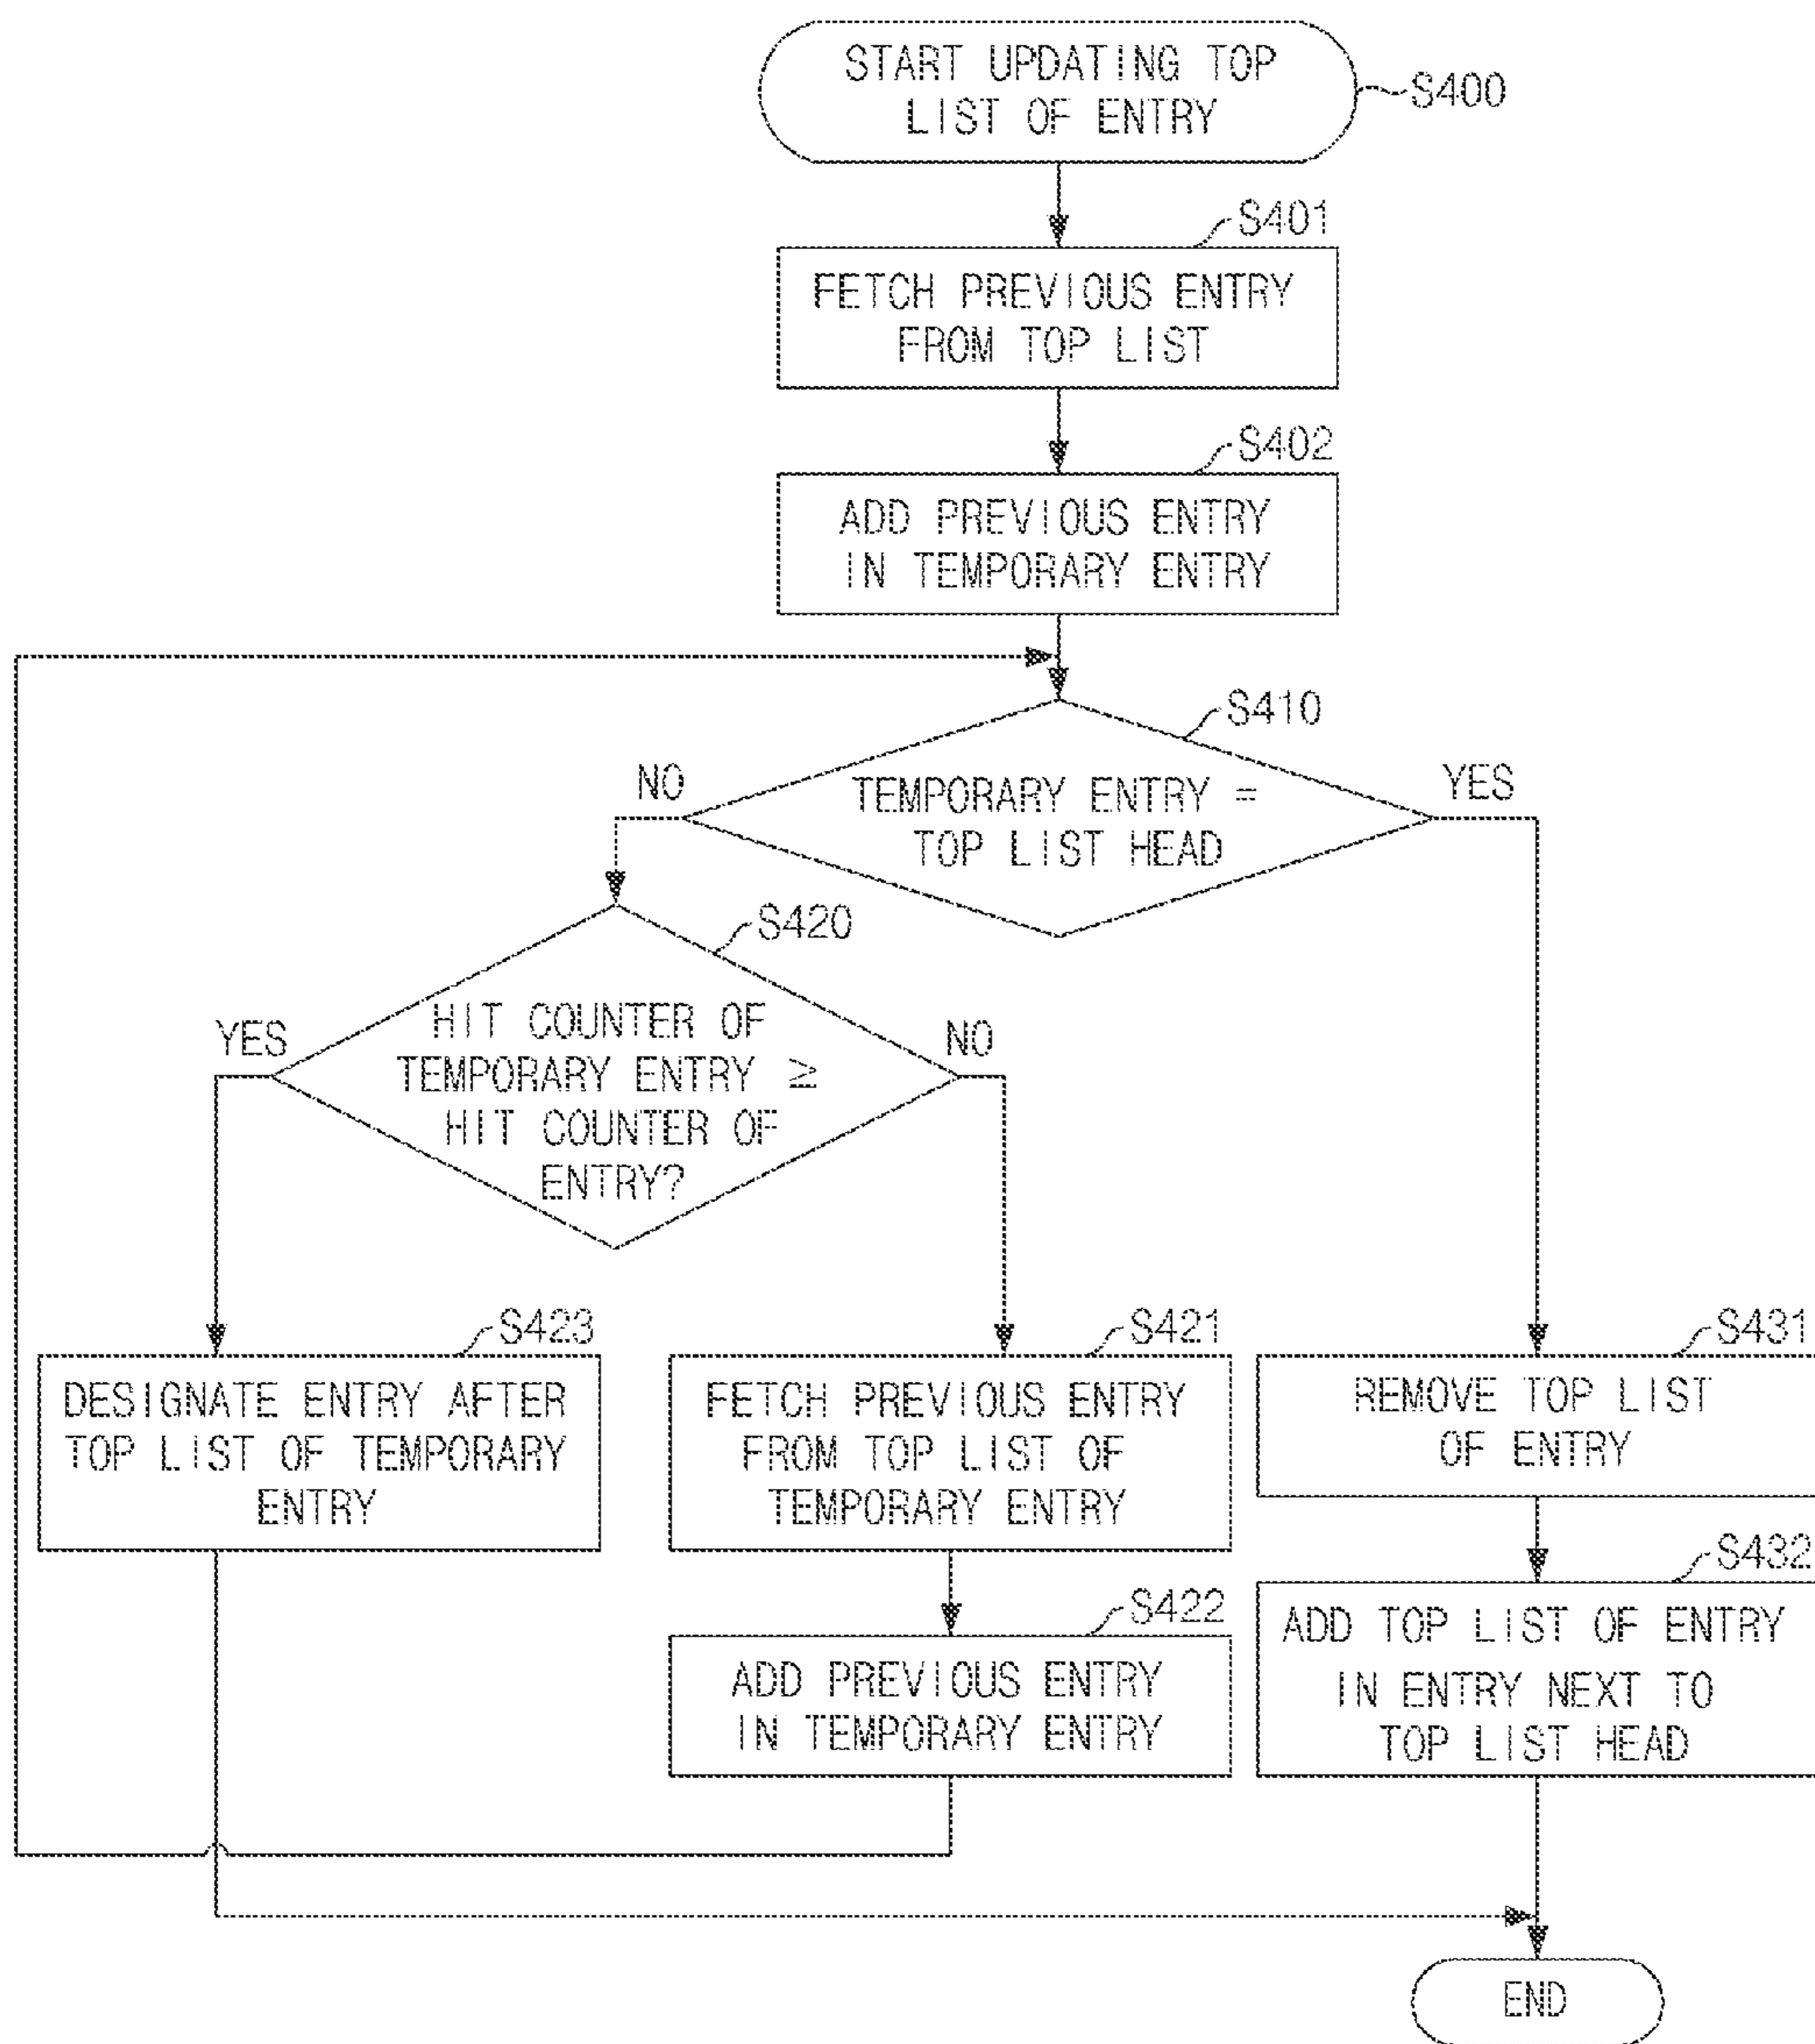 START UPDATING TOP
LIST OF ENTRY
S400
S401
FETCH PREVIOUS ENTRY
FROM TOP LIST
S402
ADD PREVIOUS ENTRY
IN TEMPORARY ENTRY
S410
NO
TEMPORARY ENTRY =
TOP LIST HEAD
YES
S420
YES
HIT COUNTER OF
TEMPORARY ENTRY ≥
HIT COUNTER OF
ENTRY?
NO
S423
DESIGNATE ENTRY AFTER
TOP LIST OF TEMPORARY
ENTRY
S421
FETCH PREVIOUS ENTRY
FROM TOP LIST OF
TEMPORARY ENTRY
S431
REMOVE TOP LIST
OF ENTRY
S422
ADD PREVIOUS ENTRY
IN TEMPORARY ENTRY
S432
ADD TOP LIST OF ENTRY
IN ENTRY NEXT TO
TOP LIST HEAD
END